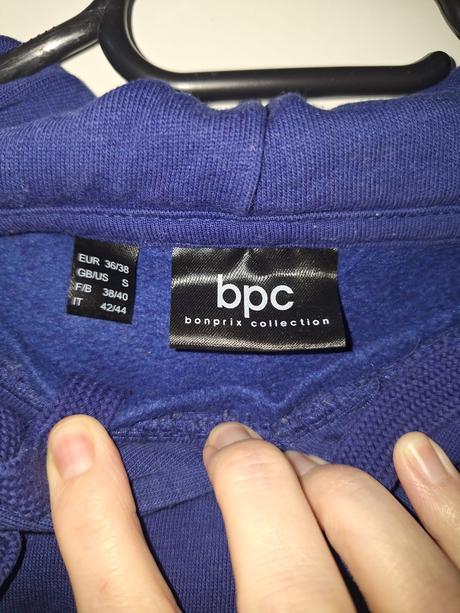 EUR 36/38
GB/US S
F/B 38/40
IT 42/44
bpc
bonprix collection